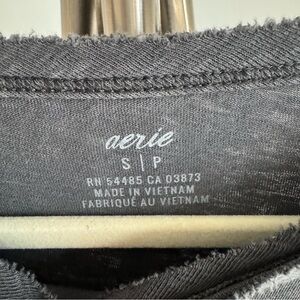 aerie
S | P
RN 54485 CA 03873
MADE IN VIETNAM
FABRIQUÉ AU VIETNAM